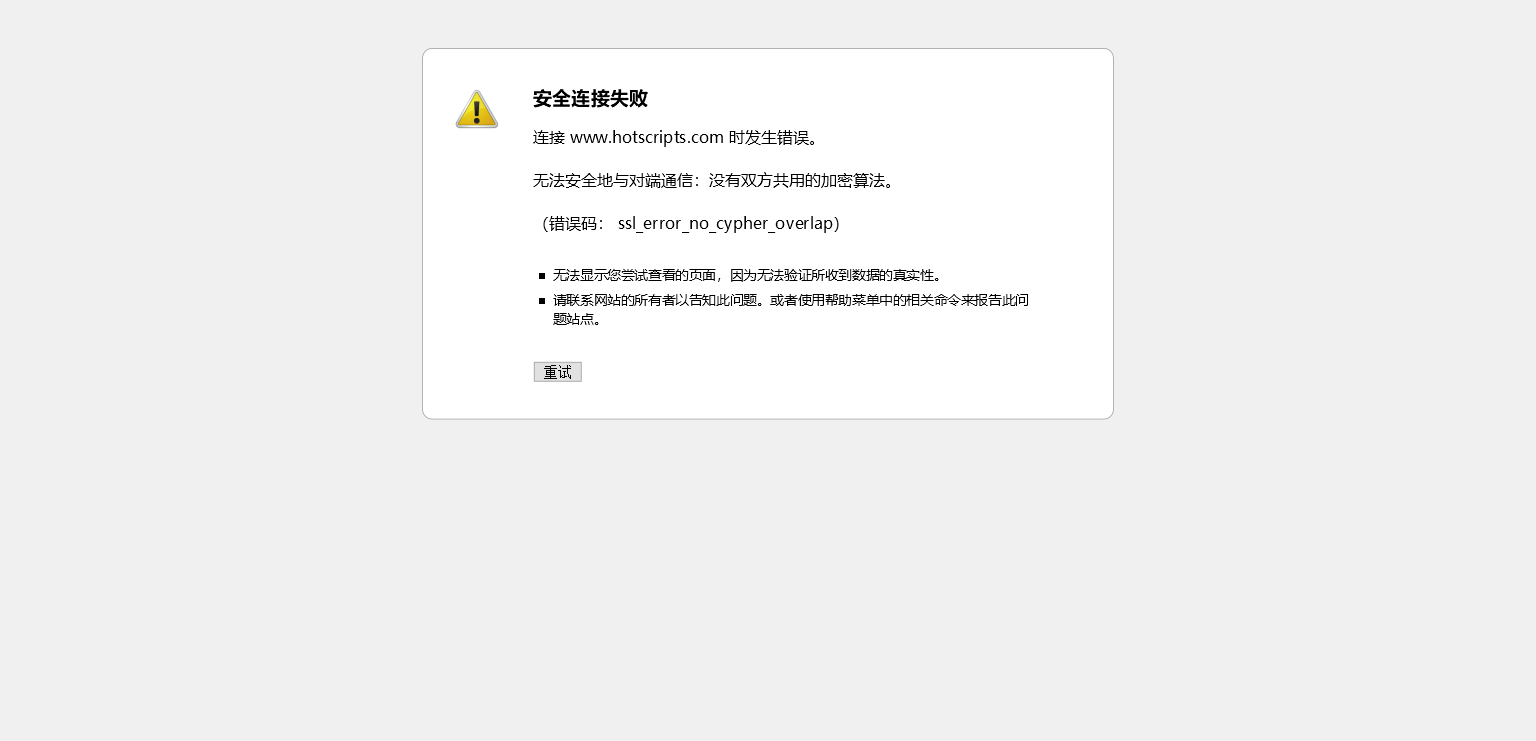 安全连接失败
连接 www.hotscripts.com 时发生错误。
无法安全地与对端通信：没有双方共用的加密算法。
（错误码： ssl_error_no_cypher_overlap）
无法显示您尝试查看的页面，因为无法验证所收到数据的真实性。
请联系网站的所有者以告知此问题。或者使用帮助菜单中的相关命令来报告此问
题站点。
重试